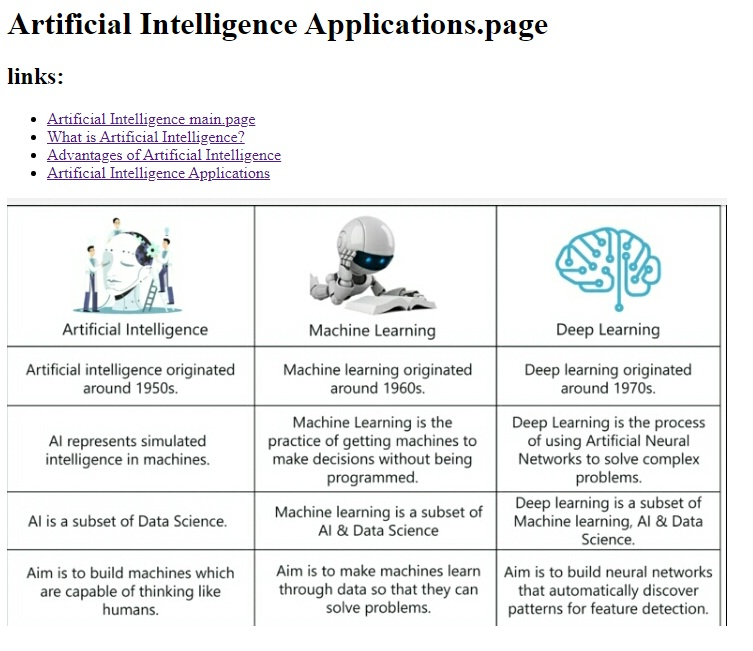 Artificial Intelligence Applications.page
links:
Artificial Intelligence main.page
What is Artificial Intelligence?
Advantages of Artificial Intelligence
Artificial Intelligence Applications
Artificial Intelligence
Machine Learning
Deep Learning
Artificial intelligence originated
around 1950s.
Machine learning originated
around 1960s.
Deep learning originated
around 1970s.
AI represents simulated
intelligence in machines.
Machine Learning is the
practice of getting machines to
make decisions without being
programmed.
Deep Learning is the process
of using Artificial Neural
Networks to solve complex
problems.
AI is a subset of Data Science.
Machine learning is a subset of
AI & Data Science
Deep learning is a subset of
Machine learning, AI & Data
Science.
Aim is to build machines which
are capable of thinking like
humans.
Aim is to make machines learn
through data so that they can
solve problems.
Aim is to build neural networks
that automatically discover
patterns for feature detection.